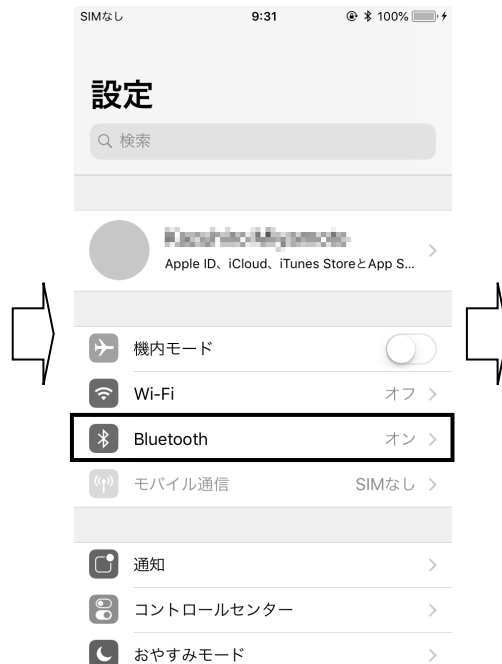 SIMなし 9:31 100%
設定
検索
Apple ID、iCloud、iTunes StoreとApp S...
機内モード
Wi-Fi オフ
Bluetooth オン
モバイル通信 SIMなし
通知
コントロールセンター
おやすみモード